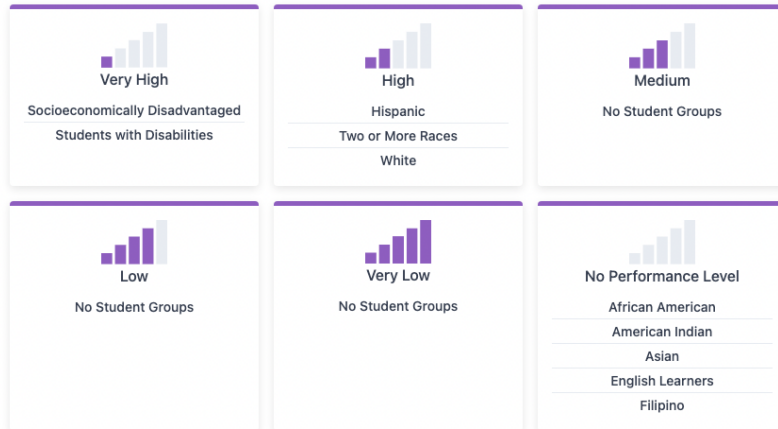 Very High
Socioeconomically Disadvantaged
Students with Disabilities
High
Hispanic
Two or More Races
White
Medium
No Student Groups
Low
No Student Groups
Very Low
No Student Groups
No Performance Level
African American
American Indian
Asian
English Learners
Filipino